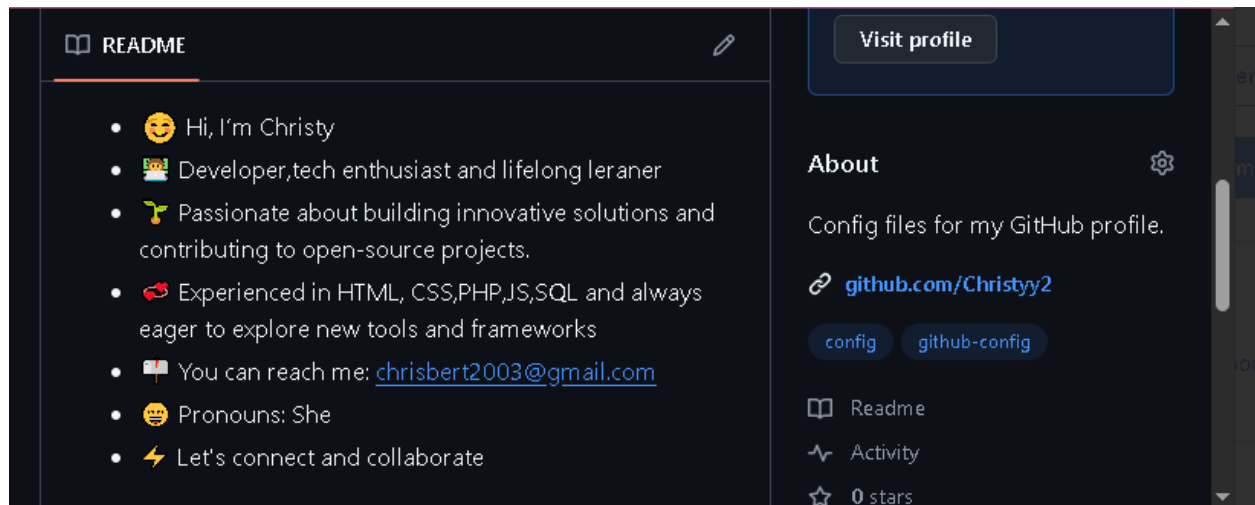 README
Hi, I'm Christy
Developer,tech enthusiast and lifelong leraner
Passionate about building innovative solutions and
contributing to open-source projects.
Experienced in HTML, CSS,PHP,JS,SQL and always
eager to explore new tools and frameworks
You can reach me: chrisbert2003@gmail.com
Pronouns: She
Let's connect and collaborate
Visit profile
About
Config files for my GitHub profile.
github.com/Christyy2
config github-config
Readme
Activity
0 stars